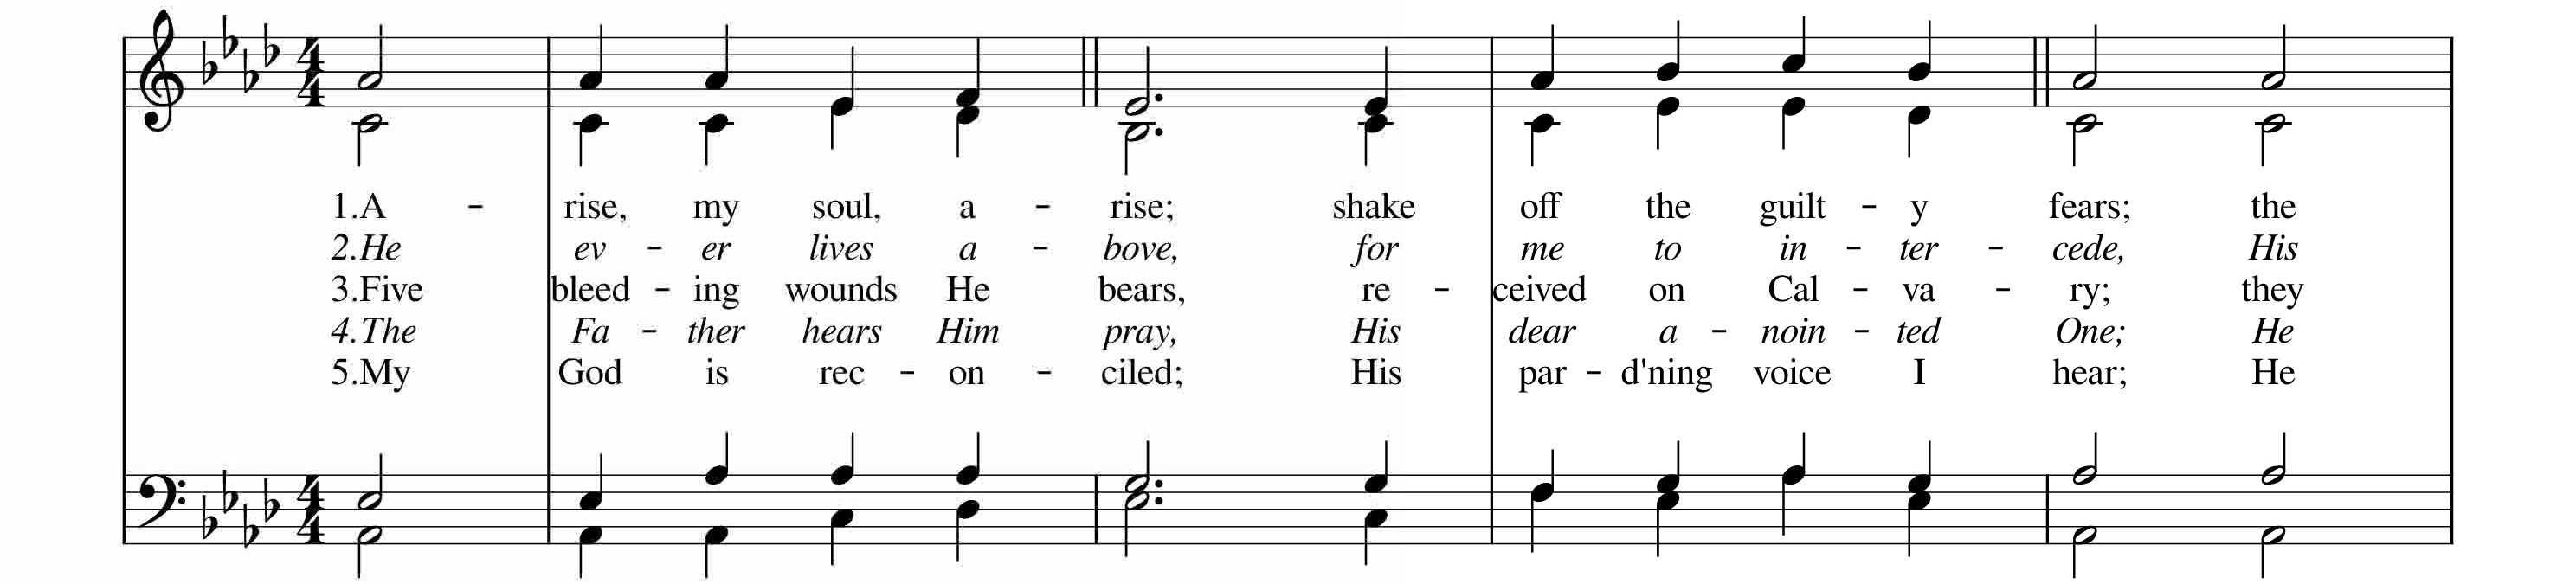 1.A - rise, my soul, a - rise; shake off the guilt - y fears; the
2.He ev - er lives a - bove, for me to in - ter - cede, His
3.Five bleed - ing wounds He bears, re - ceived on Cal - va - ry; they
4.The Fa - ther hears Him pray, His dear a - noin - ted One; He
5.My God is rec - on - ciled; His par - d'ning voice I hear; He